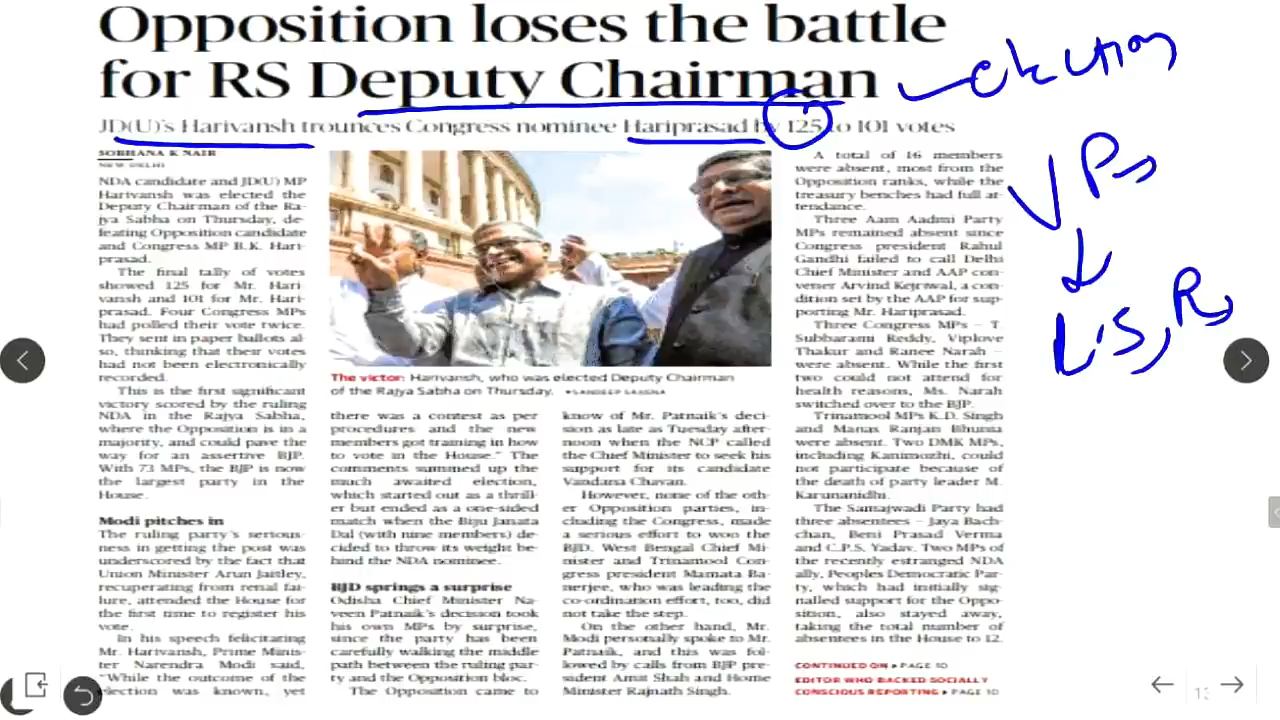 Opposition loses the battle
for RS Deputy Chairman
election
JD(U)'s Harivansh trounces Congress nominee Hariprasad by 125 to 101 votes
SOBHANA K NAIR
NEW DELHI
NDA candidate and JD(U) MP
Harivansh was elected the
Deputy Chairman of the Ra-
jya Sabha on Thursday, de-
feating Opposition candidate
and Congress MP B.K. Hari-
prasad.
The final tally of votes
showed 125 for Mr. Hari-
vansh and 101 for Mr. Hari-
prasad. Four Congress MPs
had polled their vote twice.
They sent in paper ballots al-
so, thinking that their votes
had not been electronically
recorded.
This is the first significant
victory scored by the ruling
NDA in the Rajya Sabha,
where the Opposition is in a
majority, and could pave the
way for an assertive BJP.
With 73 MPs, the BJP is now
the largest party in the
House.
Modi pitches in
The ruling party's serious-
ness in getting the post was
underscored by the fact that
Union Minister Arun Jaitley,
recuperating from renal fai-
lure, attended the House for
the first time to register his
vote.
In his speech felicitating
Mr. Harivansh, Prime Minis-
ter Narendra Modi said,
"While the outcome of the
election was known, yet
The victor: Harivansh, who was elected Deputy Chairman
of the Rajya Sabha on Thursday. •SANDEEP SAXENA
there was a contest as per
procedures and the new
members got training in how
to vote in the House." The
comments summed up the
much awaited election,
which started out as a thrill-
er but ended as a one-sided
match when the Biju Janata
Dal (with nine members) de-
cided to throw its weight be-
hind the NDA nominee.
BJD springs a surprise
Odisha Chief Minister Na-
veen Patnaik's decision took
his own MPs by surprise,
since the party has been
carefully walking the middle
path between the ruling par-
ty and the Opposition bloc.
The Opposition came to
know of Mr. Patnaik's deci-
sion as late as Tuesday after-
noon when the NCP called
the Chief Minister to seek his
support for its candidate
Vandana Chavan.
However, none of the oth-
er Opposition parties, in-
cluding the Congress, made
a serious effort to woo the
BJD. West Bengal Chief Mi-
nister and Trinamool Con-
gress president Mamata Ba-
nerjee, who was leading the
co-ordination effort, too, did
not take the step.
On the other hand, Mr.
Modi personally spoke to Mr.
Patnaik, and this was fol-
lowed by calls from BJP pre-
sident Amit Shah and Home
Minister Rajnath Singh.
A total of 16 members
were absent, most from the
Opposition ranks, while the
treasury benches had full at-
tendance.
Three Aam Aadmi Party
MPs remained absent since
Congress president Rahul
Gandhi failed to call Delhi
Chief Minister and AAP con-
vener Arvind Kejriwal, a con-
dition set by the AAP for sup-
porting Mr. Hariprasad.
Three Congress MPs – T.
Subbarami Reddy, Viplove
Thakur and Ranee Narah –
were absent. While the first
two could not attend for
health reasons, Ms. Narah
switched over to the BJP.
Trinamool MPs K.D. Singh
and Manas Ranjan Bhunia
were absent. Two DMK MPs,
including Kanimozhi, could
not participate because of
the death of party leader M.
Karunanidhi.
The Samajwadi Party had
three absentees – Jaya Bach-
chan, Beni Prasad Verma
and C.P.S. Yadav. Two MPs of
the recently estranged NDA
ally, Peoples Democratic Par-
ty, which had initially sig-
nalled support for the Oppo-
sition, also stayed away,
taking the total number of
absentees in the House to 12.
CONTINUED ON ▸ PAGE 10
EDITOR WHO BACKED SOCIALLY
CONSCIOUS REPORTING ▸ PAGE 10
VPs
LS, Rs